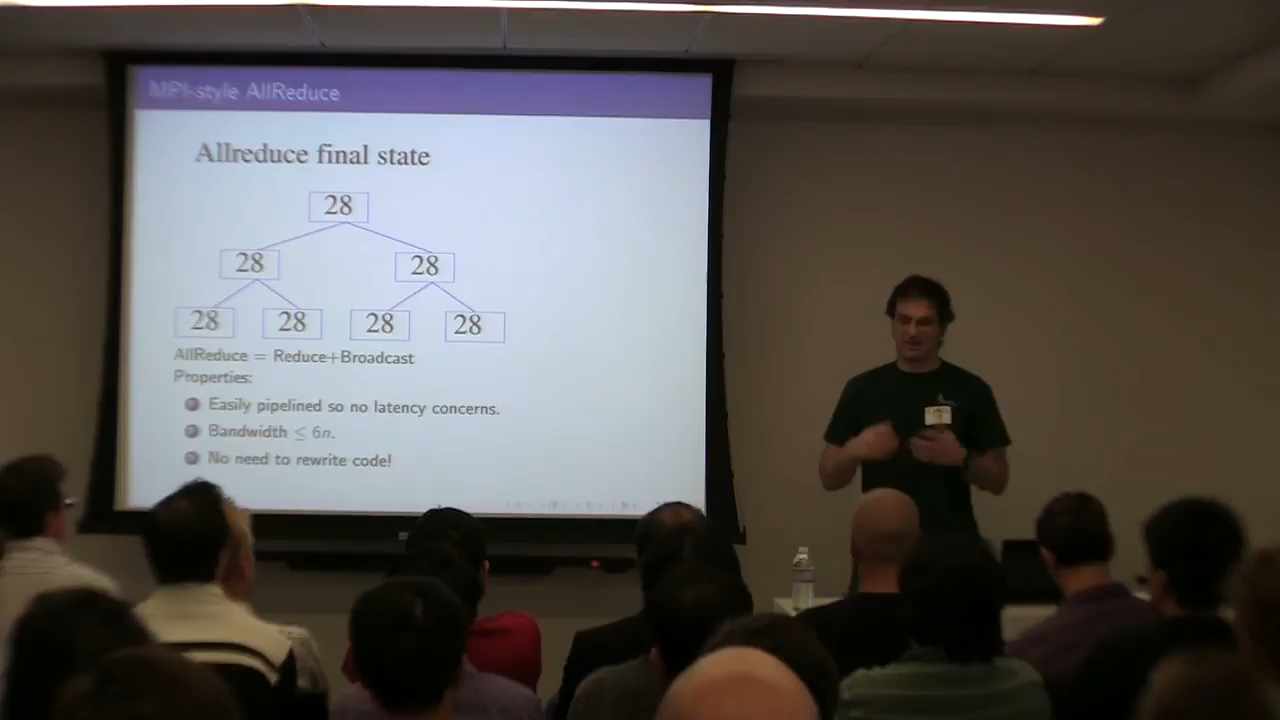 MPI-style AllReduce
Allreduce final state
28
28 28
28 28 28 28
AllReduce = Reduce+Broadcast
Properties:
Easily pipelined so no latency concerns.
Bandwidth ≤ 6n.
No need to rewrite code!